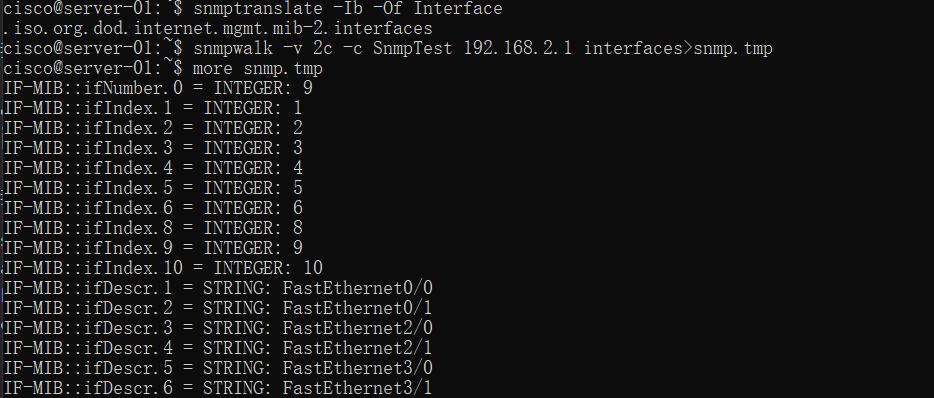 cisco@server-01:~$ snmptranslate -Ib -Of Interface
.iso.org.dod.internet.mgmt.mib-2.interfaces
cisco@server-01:~$ snmpwalk -v 2c -c SnmpTest 192.168.2.1 interfaces>snmp.tmp
cisco@server-01:~$ more snmp.tmp
IF-MIB::ifNumber.0 = INTEGER: 9
IF-MIB::ifIndex.1 = INTEGER: 1
IF-MIB::ifIndex.2 = INTEGER: 2
IF-MIB::ifIndex.3 = INTEGER: 3
IF-MIB::ifIndex.4 = INTEGER: 4
IF-MIB::ifIndex.5 = INTEGER: 5
IF-MIB::ifIndex.6 = INTEGER: 6
IF-MIB::ifIndex.8 = INTEGER: 8
IF-MIB::ifIndex.9 = INTEGER: 9
IF-MIB::ifIndex.10 = INTEGER: 10
IF-MIB::ifDescr.1 = STRING: FastEthernet0/0
IF-MIB::ifDescr.2 = STRING: FastEthernet0/1
IF-MIB::ifDescr.3 = STRING: FastEthernet2/0
IF-MIB::ifDescr.4 = STRING: FastEthernet2/1
IF-MIB::ifDescr.5 = STRING: FastEthernet3/0
IF-MIB::ifDescr.6 = STRING: FastEthernet3/1